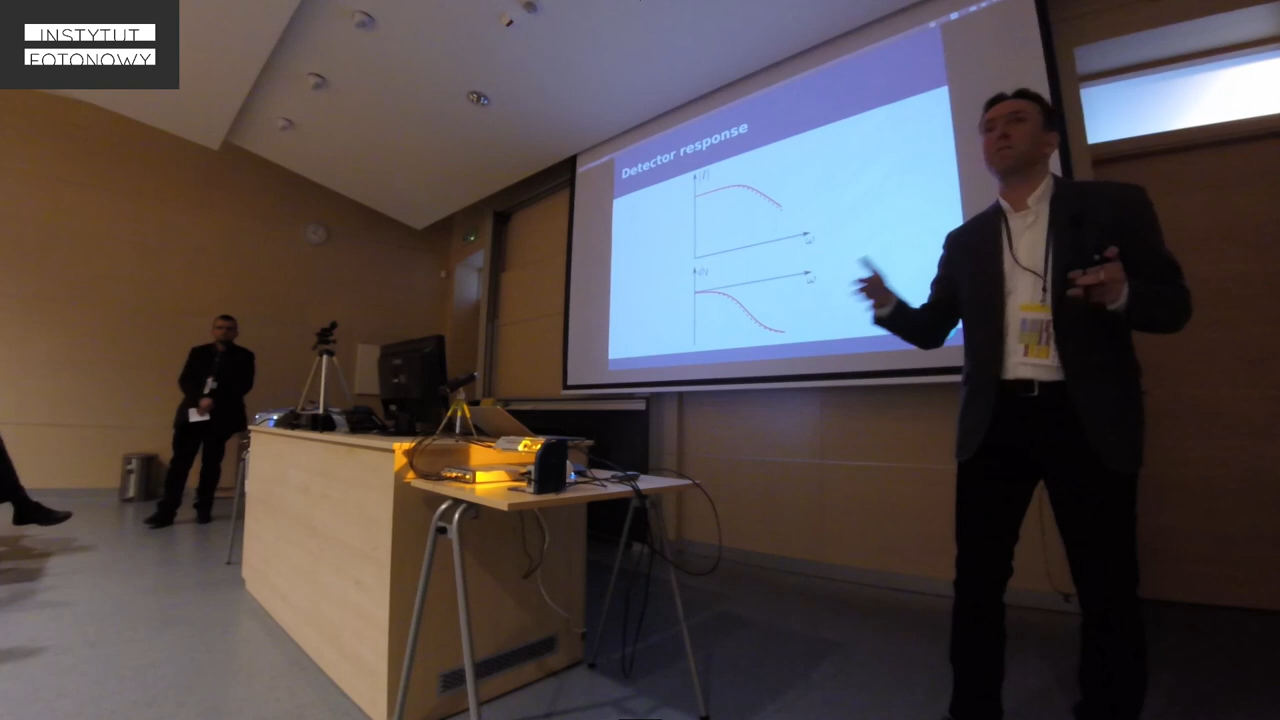 INSTYTUT
FOTONOWY
Detector response
ω
ω